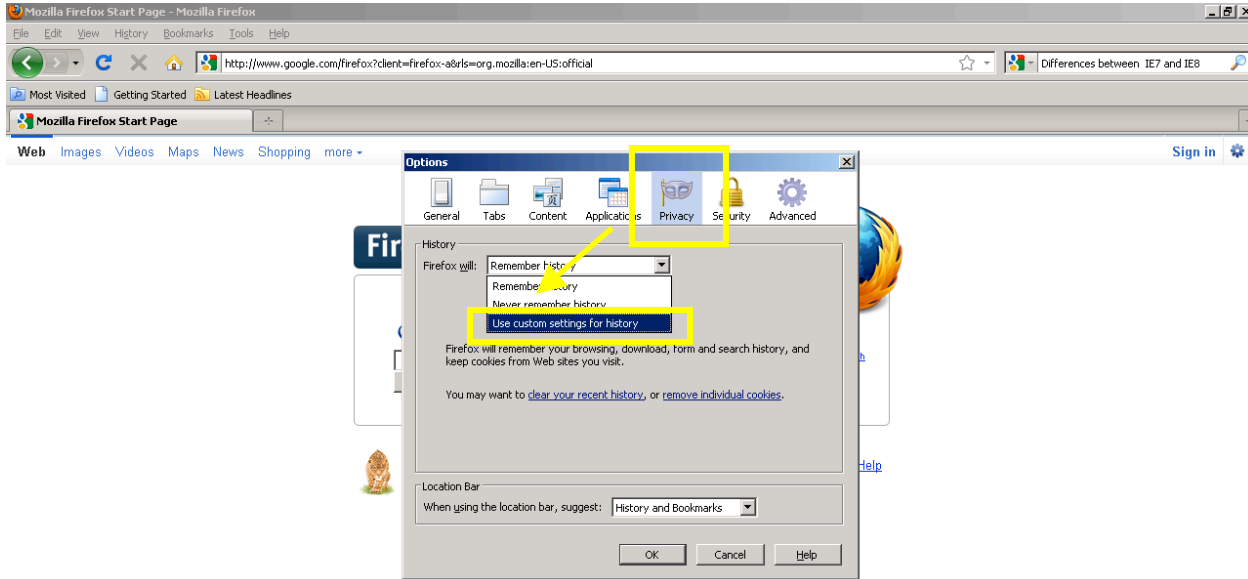 Mozilla Firefox Start Page - Mozilla Firefox
File Edit View History Bookmarks Tools Help
http://www.google.com/firefox?client=firefox-a&rls=org.mozilla:en-US:official
Differences between IE7 and IE8
Most Visited Getting Started Latest Headlines
Mozilla Firefox Start Page
Web Images Videos Maps News Shopping more
Sign in
Options
General Tabs Content Applications Privacy Security Advanced
Fir
History
Firefox will: Remember history
Remember history
Never remember history
Use custom settings for history
Firefox will remember your browsing, download, form and search history, and
keep cookies from Web sites you visit.
You may want to clear your recent history, or remove individual cookies.
Help
Location Bar
When using the location bar, suggest: History and Bookmarks
OK Cancel Help